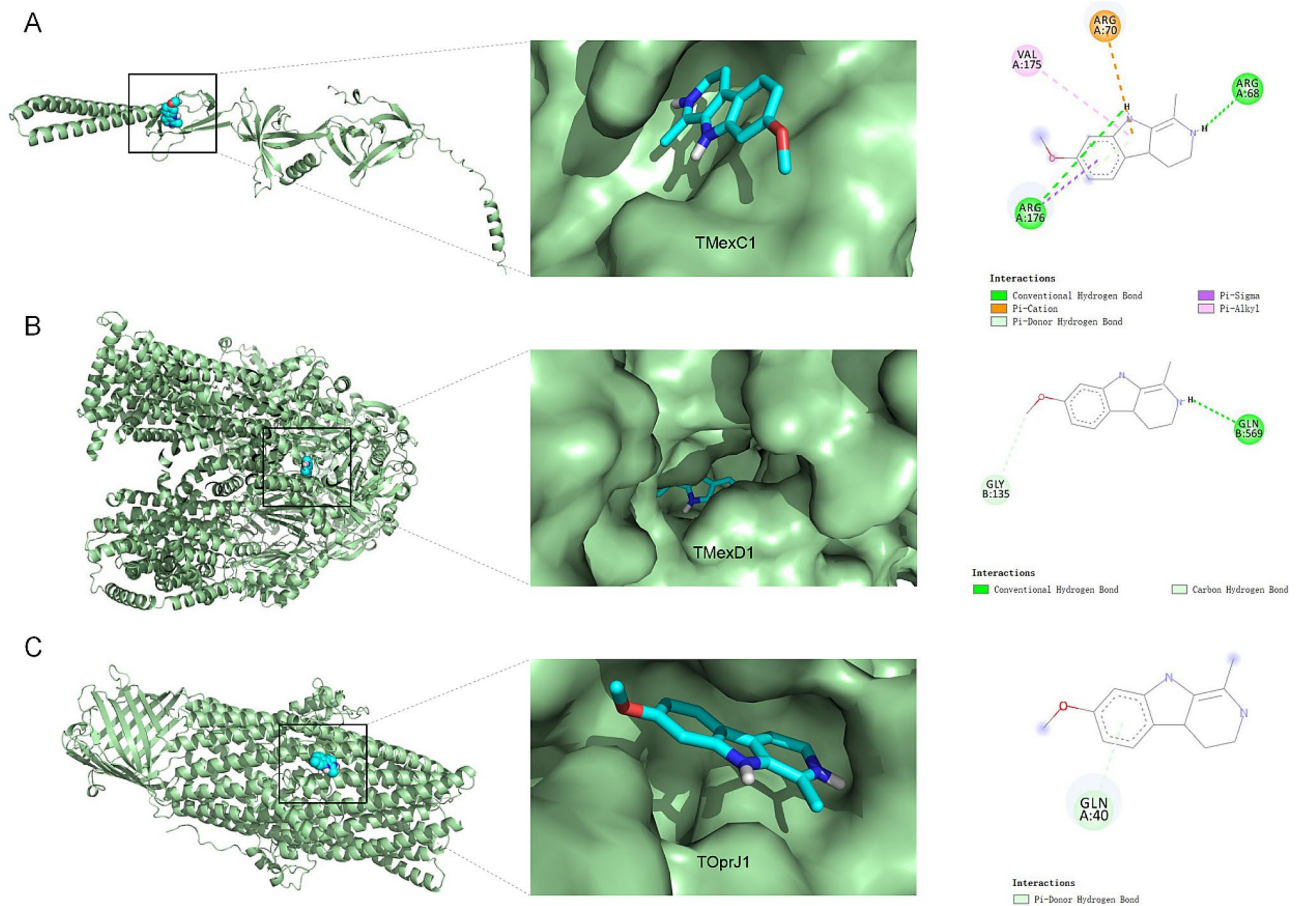 A
TMexC1
ARG
A:70
VAL
A:175
ARG
A:68
H
N
N
H
O
ARG
A:176
Interactions
Conventional Hydrogen Bond
Pi-Cation
Pi-Donor Hydrogen Bond
Pi-Sigma
Pi-Alkyl
B
TMexD1
N
O
N
H
GLN
B:569
GLY
B:135
Interactions
Conventional Hydrogen Bond
Carbon Hydrogen Bond
C
TOprJ1
N
O
N
GLN
A:40
Interactions
Pi-Donor Hydrogen Bond